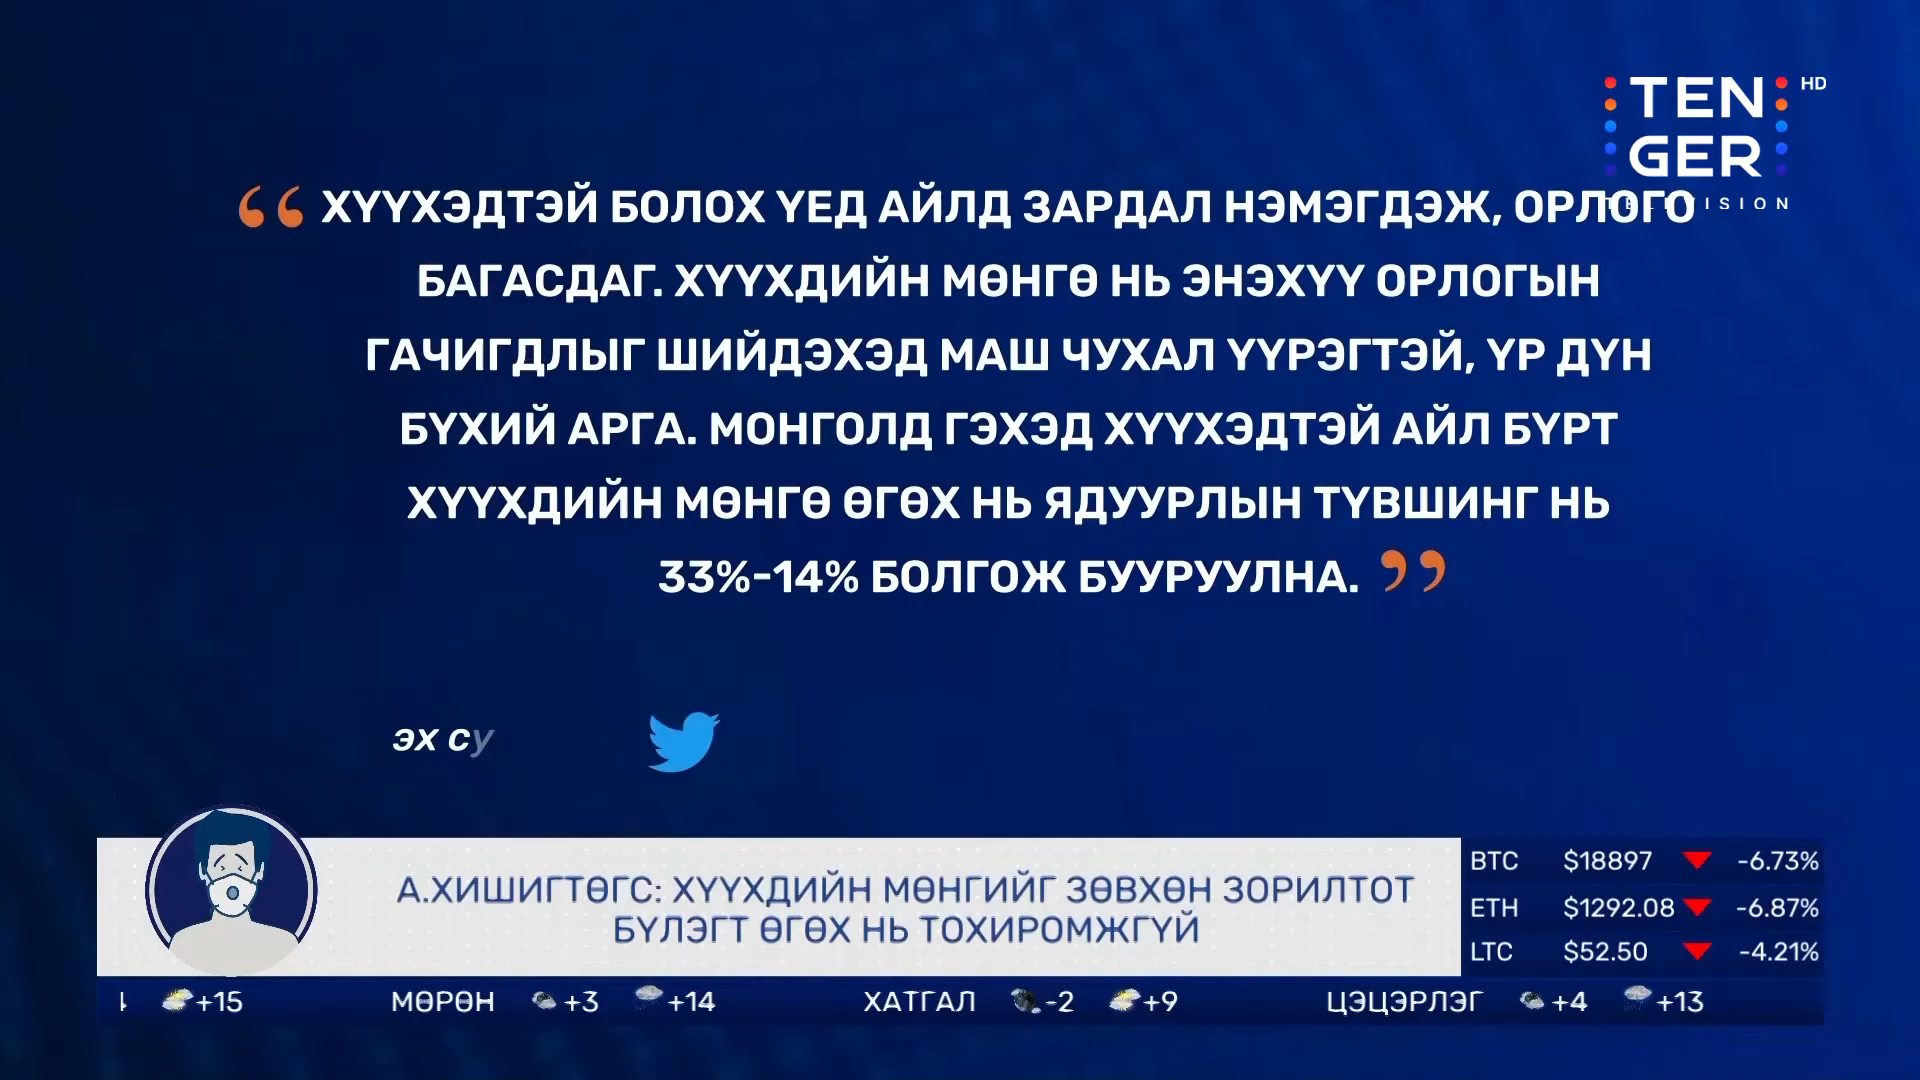 TEN
GER
HD
“ ХҮҮХЭДТЭЙ БОЛОХ ҮЕД АЙЛД ЗАРДАЛ НЭМЭГДЭЖ, ОРЛОГО
БАГАСДАГ. ХҮҮХДИЙН МӨНГӨ НЬ ЭНЭХҮҮ ОРЛОГЫН
ГАЧИГДЛЫГ ШИЙДЭХЭД МАШ ЧУХАЛ ҮҮРЭГТЭЙ, ҮР ДҮН
БҮХИЙ АРГА. МОНГОЛД ГЭХЭД ХҮҮХЭДТЭЙ АЙЛ БҮРТ
ХҮҮХДИЙН МӨНГӨ ӨГӨХ НЬ ЯДУУРЛЫН ТҮВШИНГ НЬ
33%-14% БОЛГОЖ БУУРУУЛНА. ”
эх су
А.ХИШИГТӨГС: ХҮҮХДИЙН МӨНГИЙГ ЗӨВХӨН ЗОРИЛТОТ
БҮЛЭГТ ӨГӨХ НЬ ТОХИРОМЖГҮЙ
BTC $18897 -6.73%
ETH $1292.08 -6.87%
LTC $52.50 -4.21%
+15 МӨРӨН +3 +14 ХАТГАЛ -2 +9 ЦЭЦЭРЛЭГ +4 +13